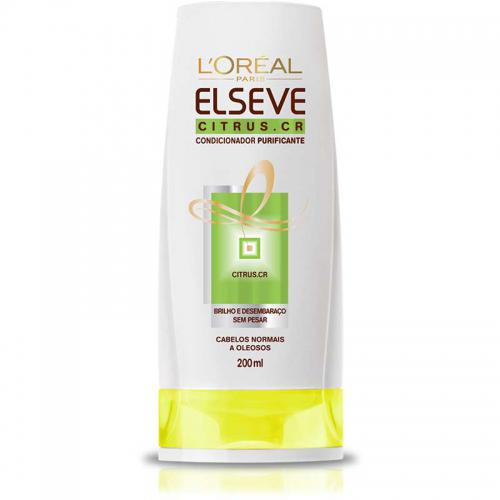 L'ORÉAL
PARIS
ELSEVE
CITRUS.CR
CONDICIONADOR PURIFICANTE
CITRUS.CR
BRILHO E DESEMBARAÇO
SEM PESAR
CABELOS NORMAIS
A OLEOSOS
200ml